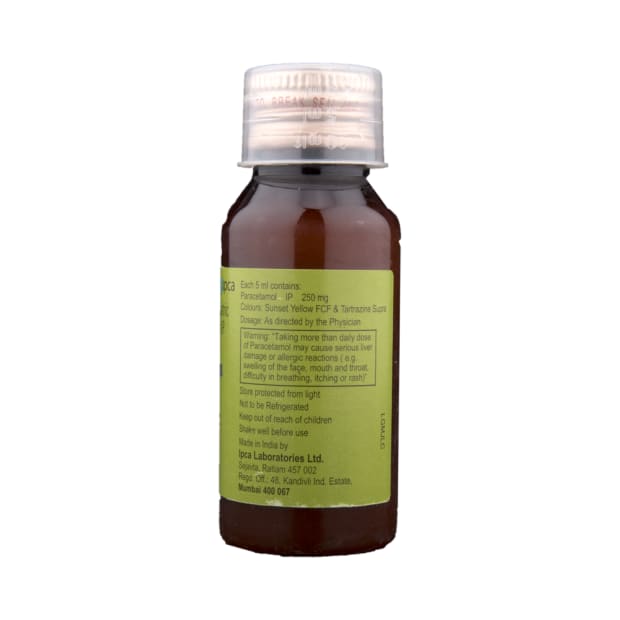 TO BREAK SEAL
ipca
Each 5 ml contains:
Paracetamol IP 250 mg
Colours: Sunset Yellow FCF & Tartrazine Supra
Dosage: As directed by the Physician
Warning: "Taking more than daily dose
of Paracetamol may cause serious liver
damage or allergic reactions ( e.g.
swelling of the face, mouth and throat,
difficulty in breathing, itching or rash)"
Store protected from light
Not to be Refrigerated
Keep out of reach of children
Shake well before use
Made in India by
Ipca Laboratories Ltd.
Sejavta, Ratlam 457 002
Regd. Off.: 48, Kandivli Ind. Estate,
Mumbai 400 067